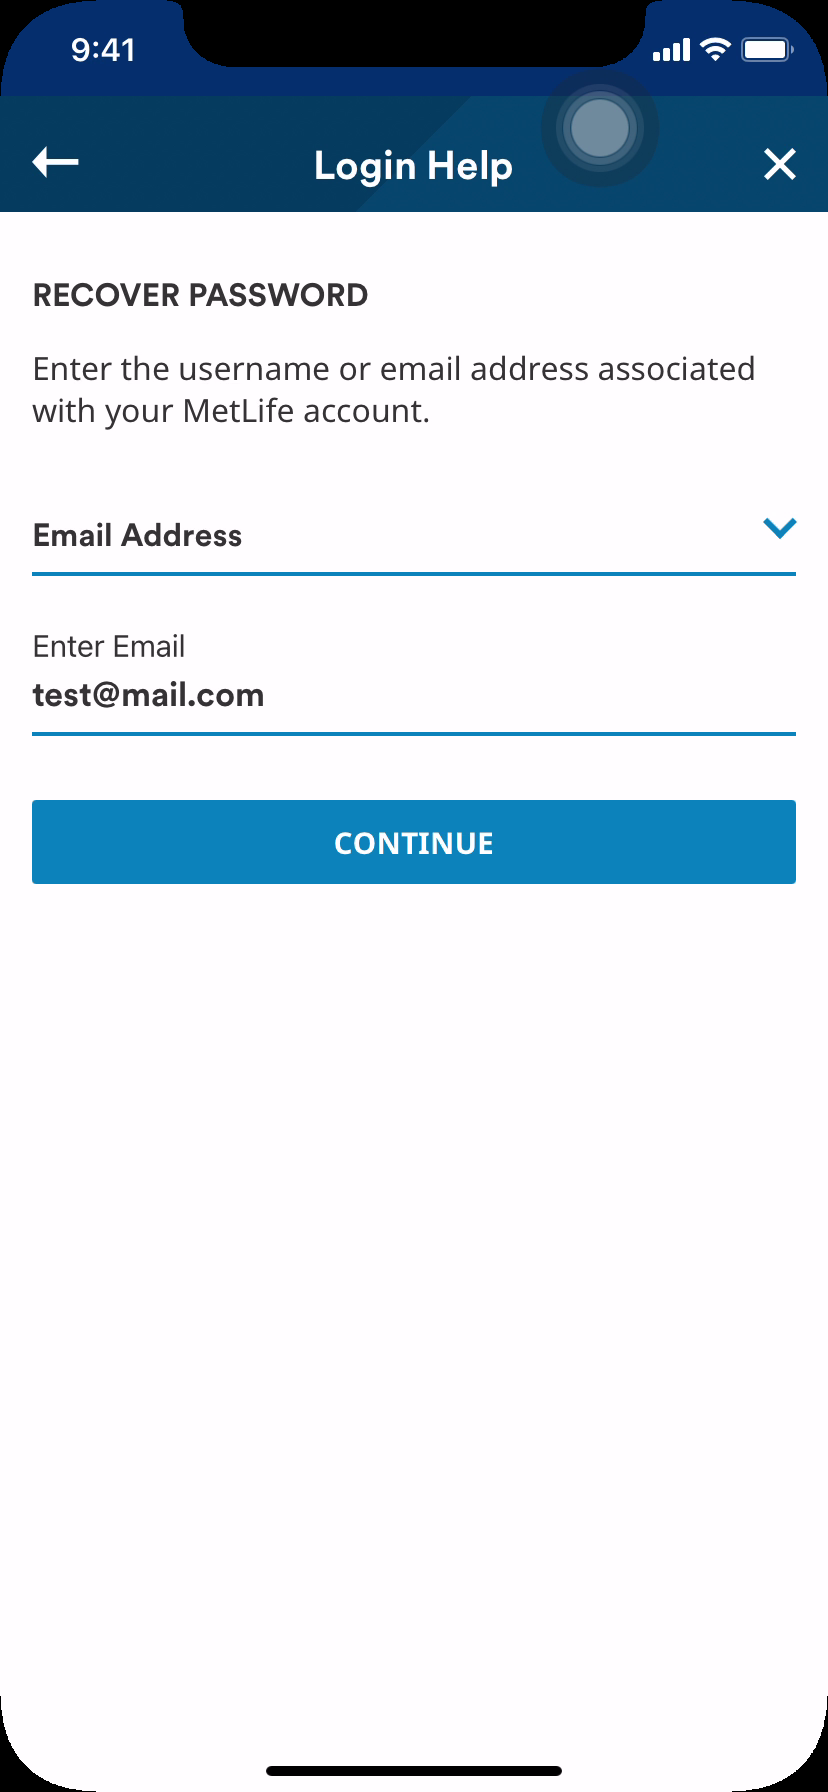 9:41
Login Help
RECOVER PASSWORD
Enter the username or email address associated
with your MetLife account.
Email Address
Enter Email
test@mail.com
CONTINUE